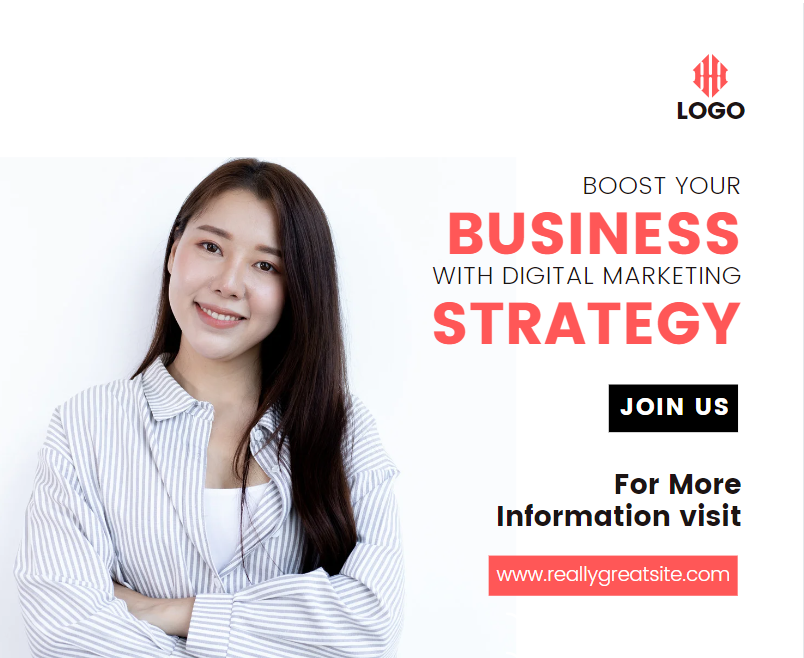 LOGO
BOOST YOUR
BUSINESS
WITH DIGITAL MARKETING
STRATEGY
JOIN US
For More
Information visit
www.reallygreatsite.com